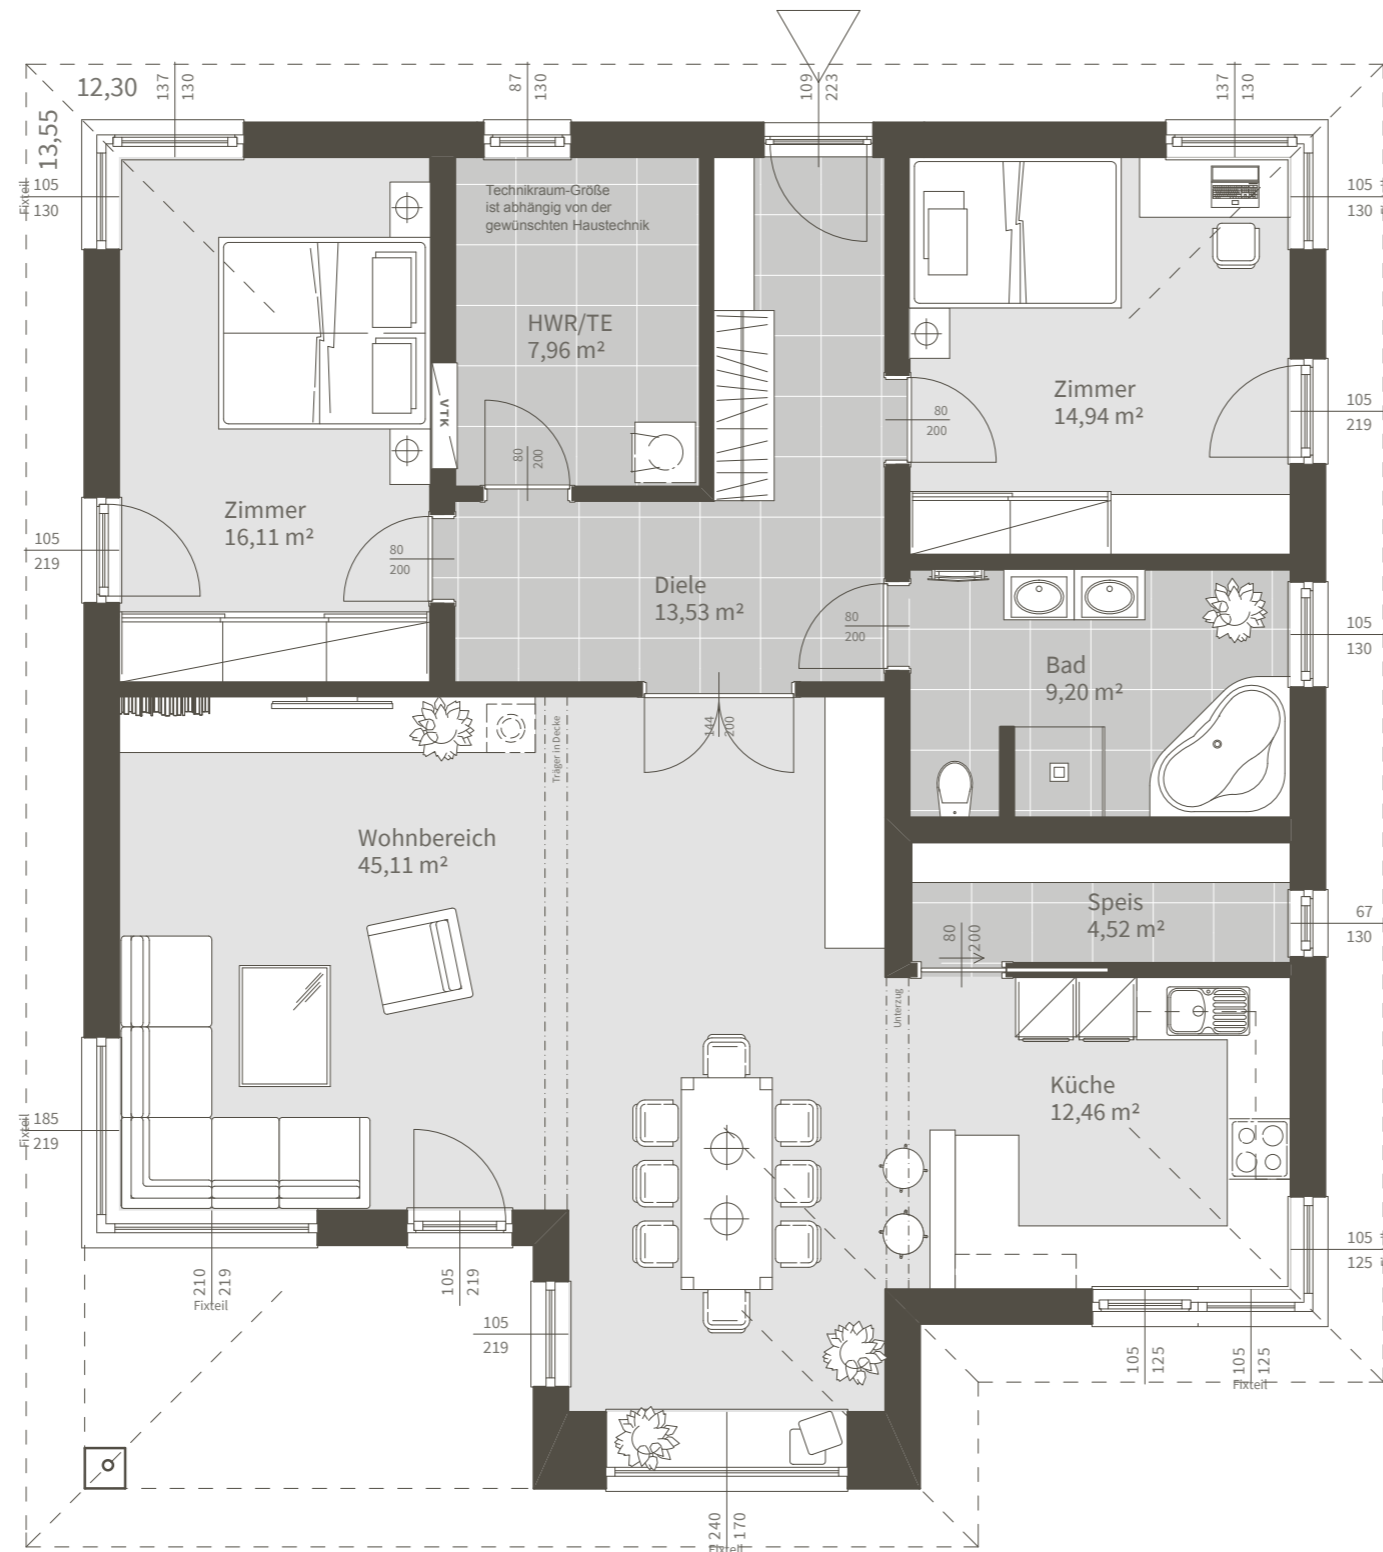 12,30
13,55
137
130
87
130
109
223
137
130
Fixteil
105
130
105
130
Technikraum-Größe
ist abhängig von der
gewünschten Haustechnik
HWR/TE
7,96 m²
VTK
Zimmer
14,94 m²
80
200
105
219
80
200
Zimmer
16,11 m²
105
219
80
200
Diele
13,53 m²
80
200
105
130
Bad
9,20 m²
144
200
Träger in Decke
Wohnbereich
45,11 m²
Speis
4,52 m²
67
130
80
200
Unterzug
Küche
12,46 m²
Fixteil
185
219
105
125
210
219
Fixteil
105
219
105
219
105
125
105
125
Fixteil
240
170
Fixteil